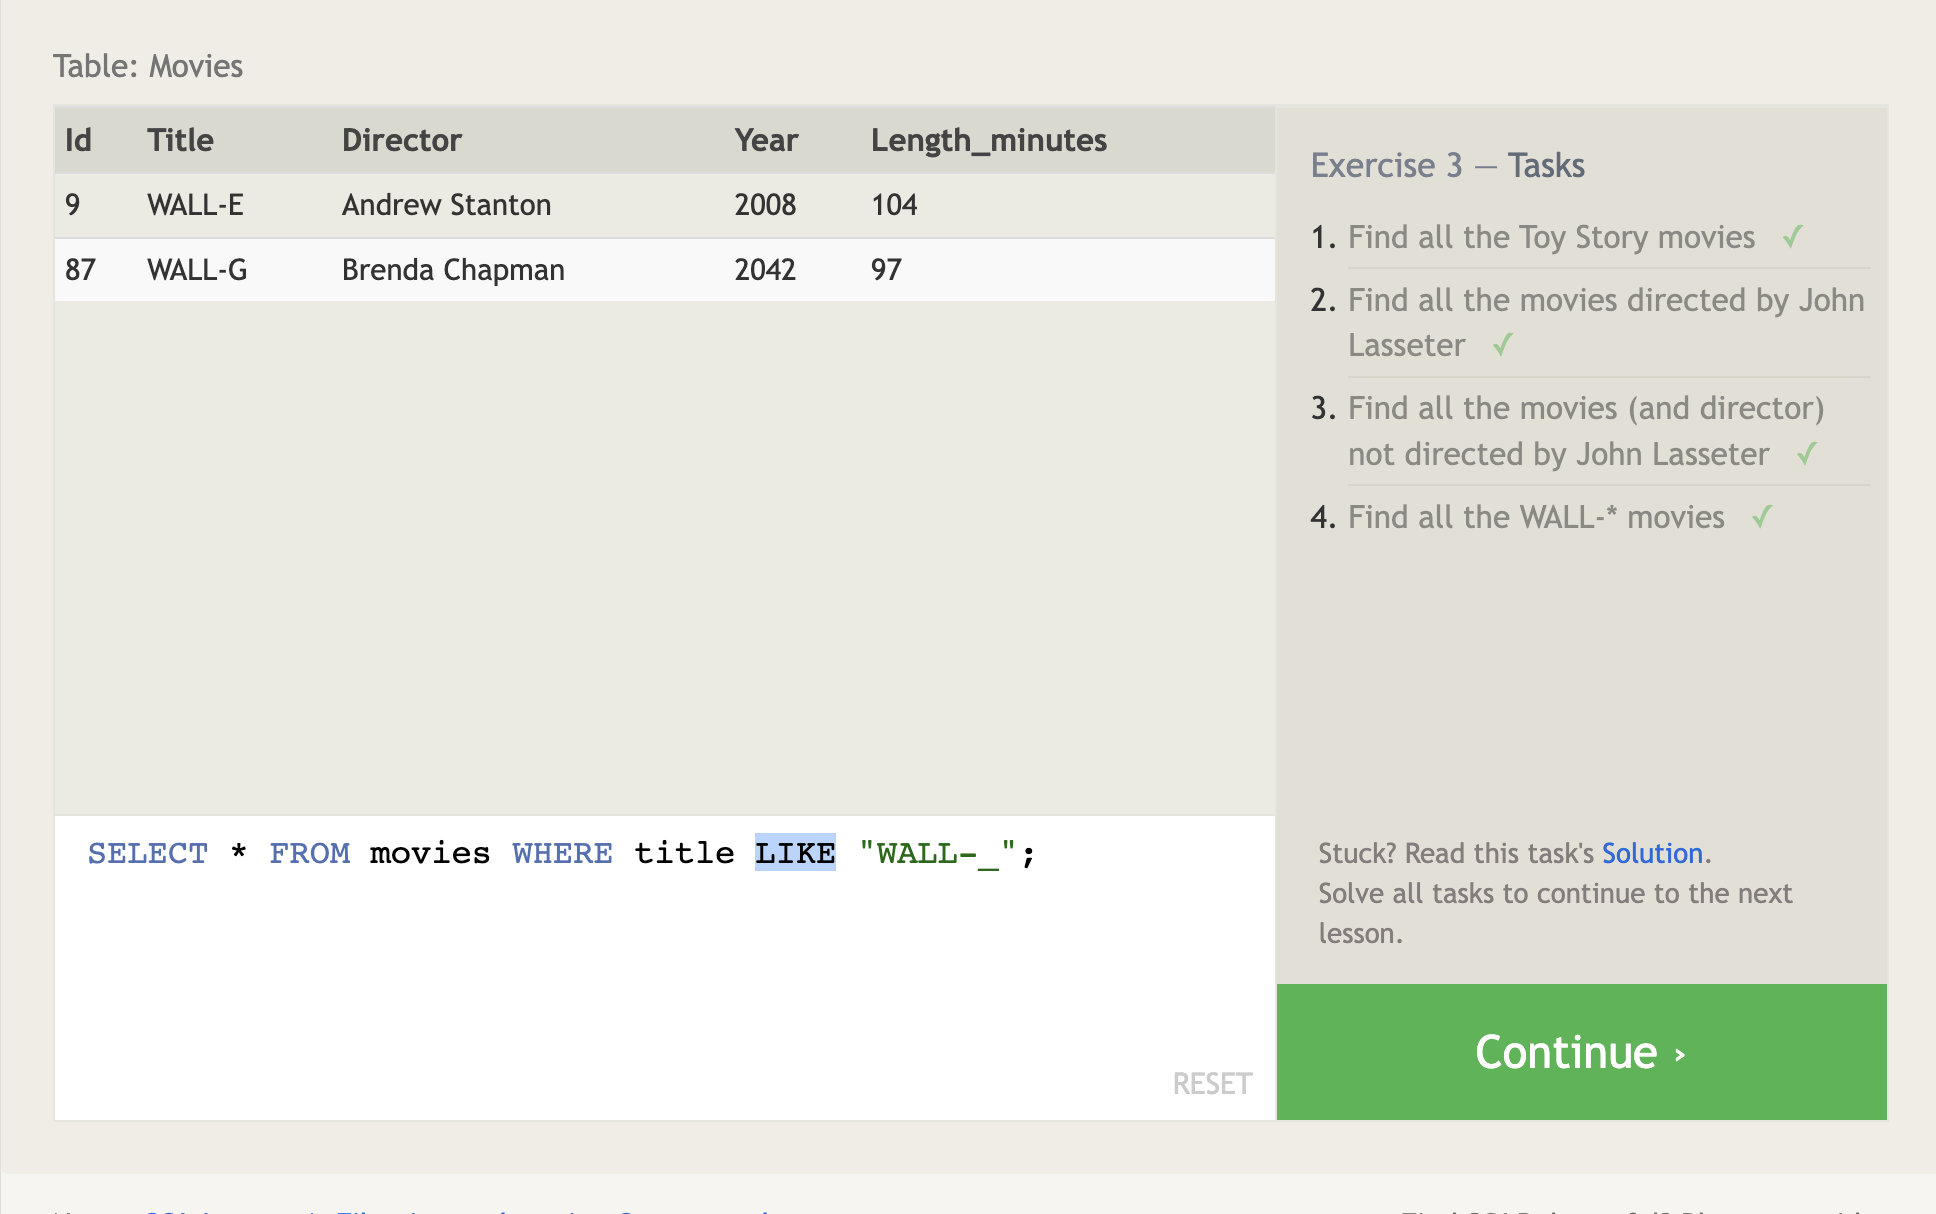 Table: Movies
Id Title Director Year Length_minutes
9 WALL-E Andrew Stanton 2008 104
87 WALL-G Brenda Chapman 2042 97
SELECT * FROM movies WHERE title LIKE "WALL-_";
RESET
Exercise 3 — Tasks
1. Find all the Toy Story movies ✓
2. Find all the movies directed by John
Lasseter ✓
3. Find all the movies (and director)
not directed by John Lasseter ✓
4. Find all the WALL-* movies ✓
Stuck? Read this task's Solution.
Solve all tasks to continue to the next
lesson.
Continue ›